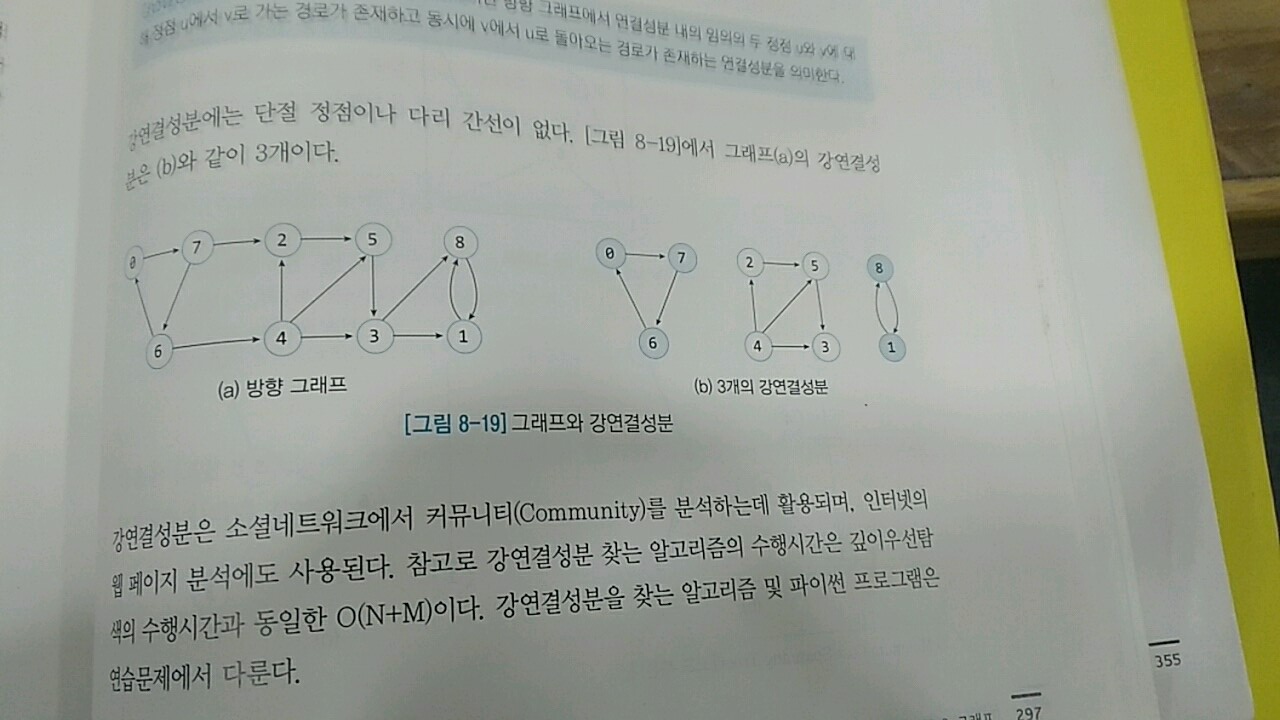 방향 그래프에서 연결성분 내의 임의의 두 정점 u와 v에 대
정점 u에서 v로 가는 경로가 존재하고 동시에 v에서 u로 돌아오는 경로가 존재하는 연결성분을 의미한다.
강연결성분에는 단절 정점이나 다리 간선이 없다. [그림 8-19]에서 그래프(a)의 강연결성
분은 (b)와 같이 3개이다.
0 7 2 5 8
6 4 3 1
0 7 2 5 8
6 4 3 1
(a) 방향 그래프
(b) 3개의 강연결성분
[그림 8-19] 그래프와 강연결성분
강연결성분은 소셜네트워크에서 커뮤니티(Community)를 분석하는데 활용되며, 인터넷의
웹 페이지 분석에도 사용된다. 참고로 강연결성분 찾는 알고리즘의 수행시간은 깊이우선탐
색의 수행시간과 동일한 O(N+M)이다. 강연결성분을 찾는 알고리즘 및 파이썬 프로그램은
연습문제에서 다룬다.
355
그래프 297